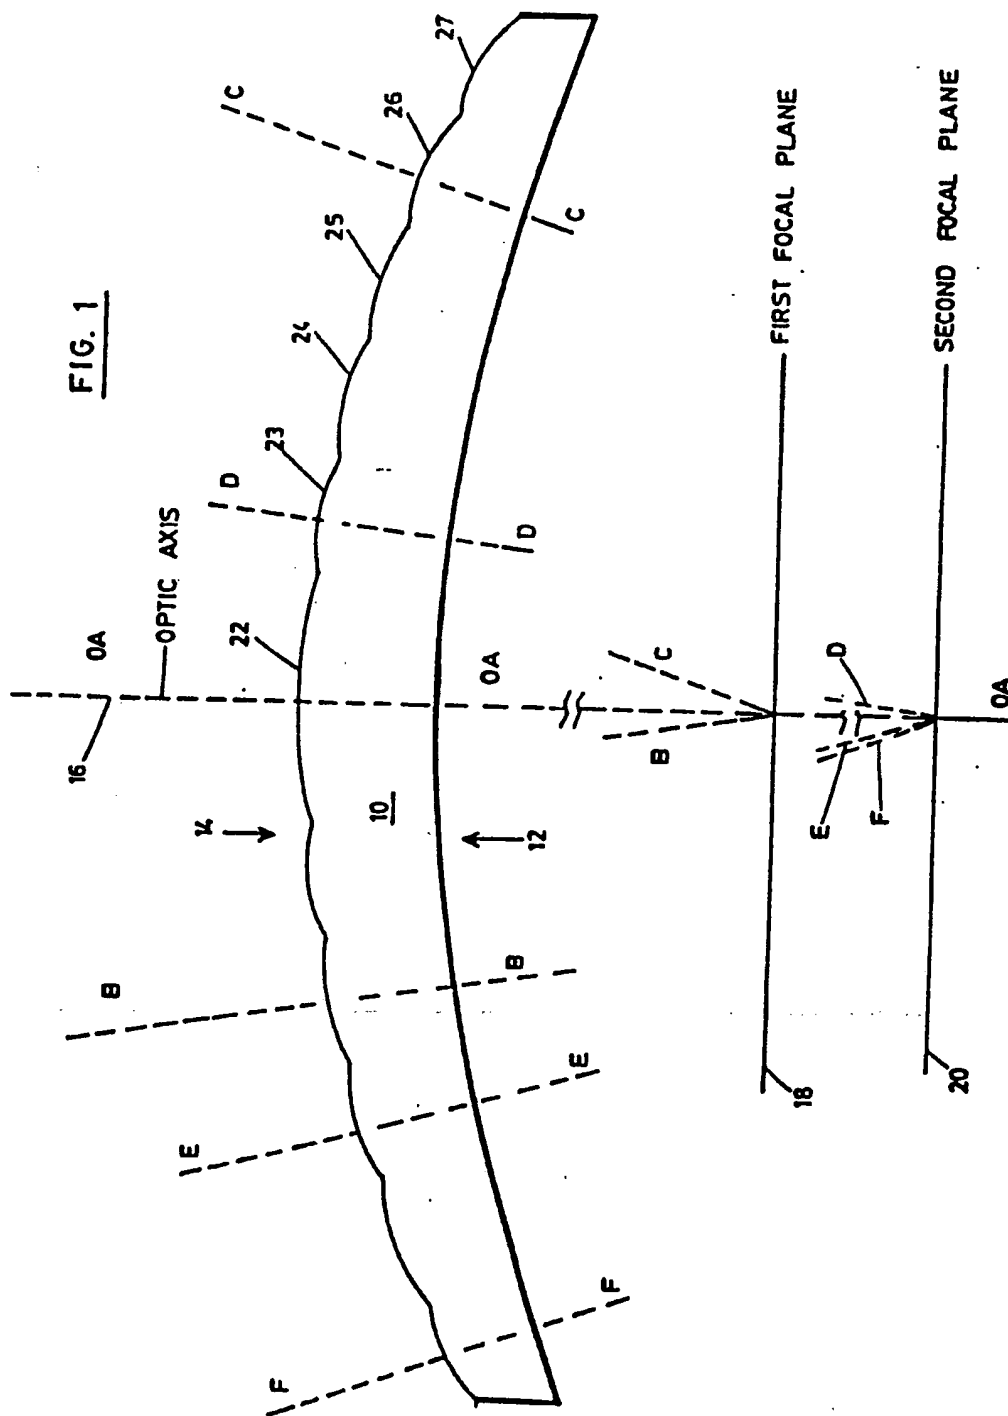 FIG. 1
16
OA
OPTIC AXIS
14
22
D
23
24
25
C
26
27
B
E
F
10
12
OA
B
E
F
D
C
B
C
18
FIRST FOCAL PLANE
E
F
D
20
SECOND FOCAL PLANE
OA